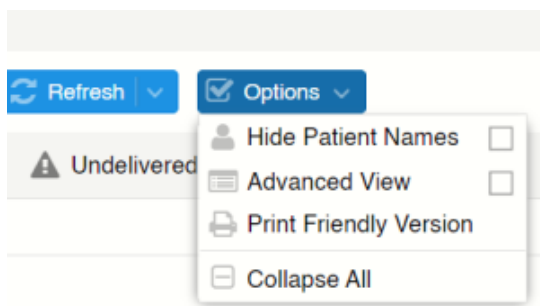 Refresh
Options
Hide Patient Names
Undelivered
Advanced View
Print Friendly Version
Collapse All